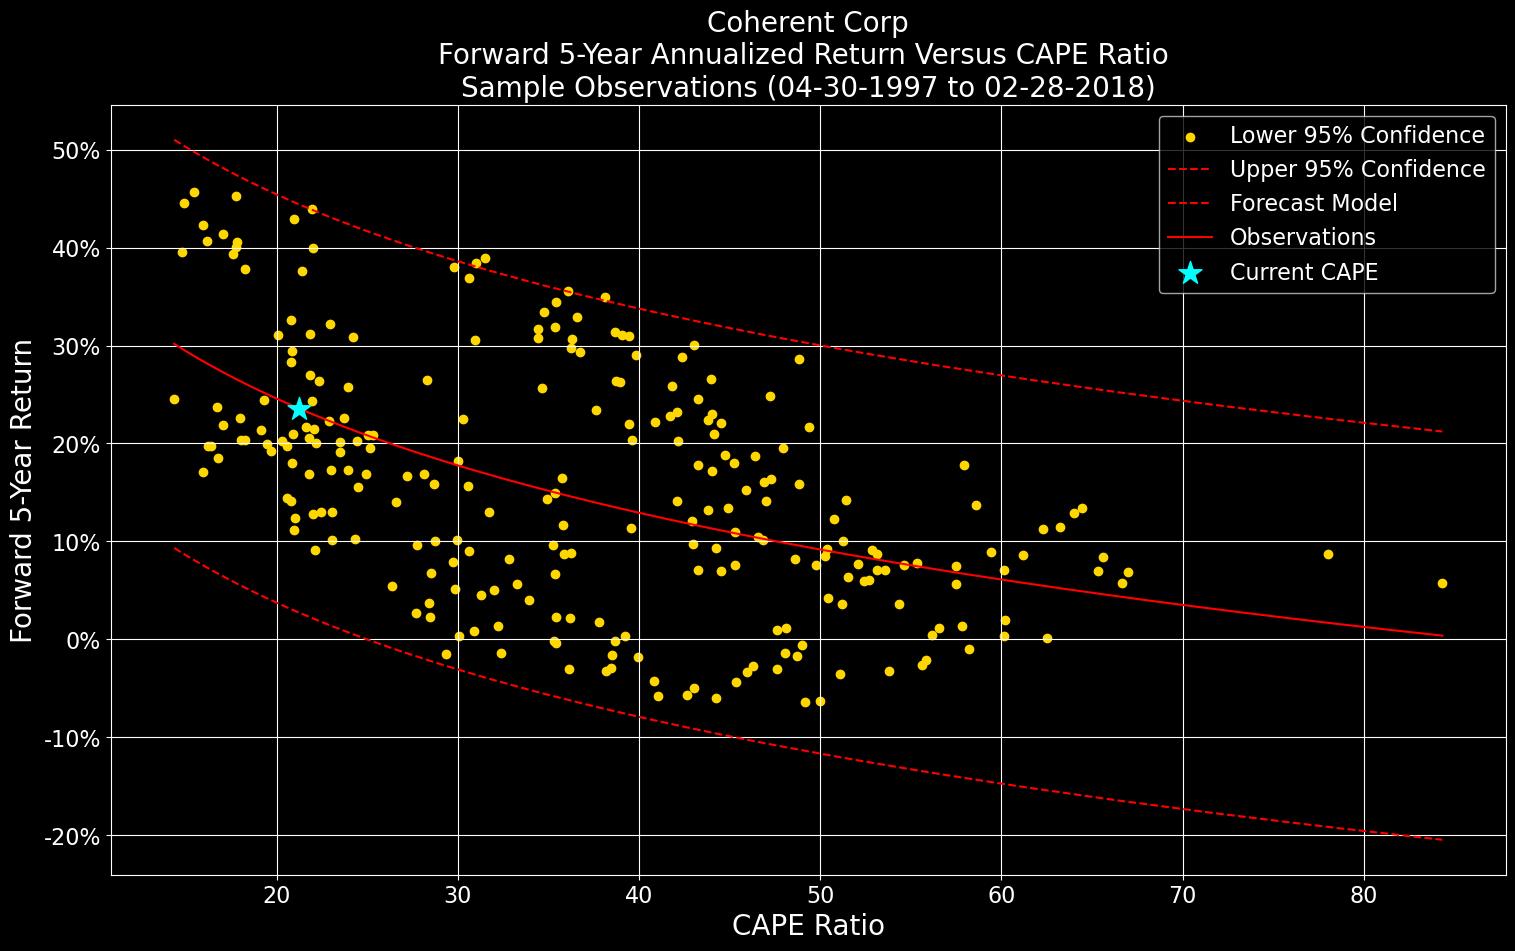 Coherent Corp
Forward 5-Year Annualized Return Versus CAPE Ratio
Sample Observations (04-30-1997 to 02-28-2018)
Lower 95% Confidence
Upper 95% Confidence
Forecast Model
Observations
Current CAPE
Forward 5-Year Return
50%
40%
30%
20%
10%
0%
-10%
-20%
20 30 40 50 60 70 80
CAPE Ratio